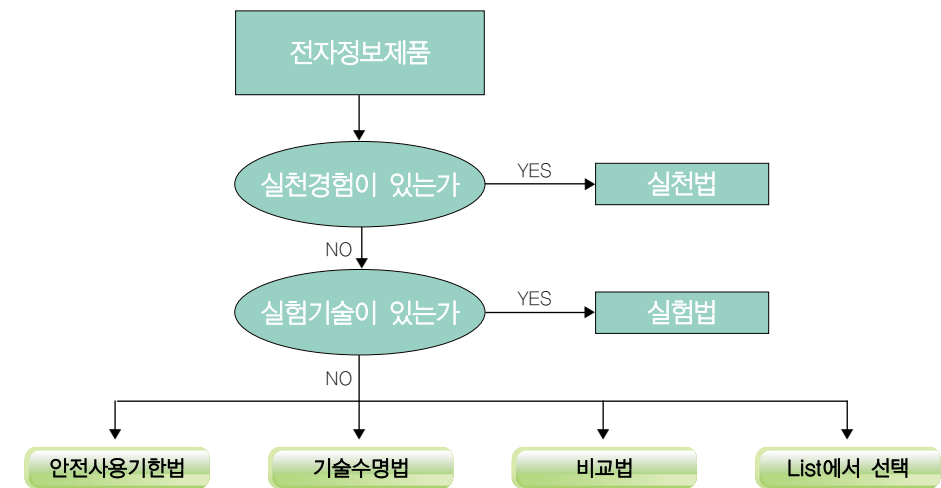 전자정보제품
실천경험이 있는가
YES
실천법
NO
실험기술이 있는가
YES
실험법
NO
안전사용기한법
기술수명법
비교법
List에서 선택